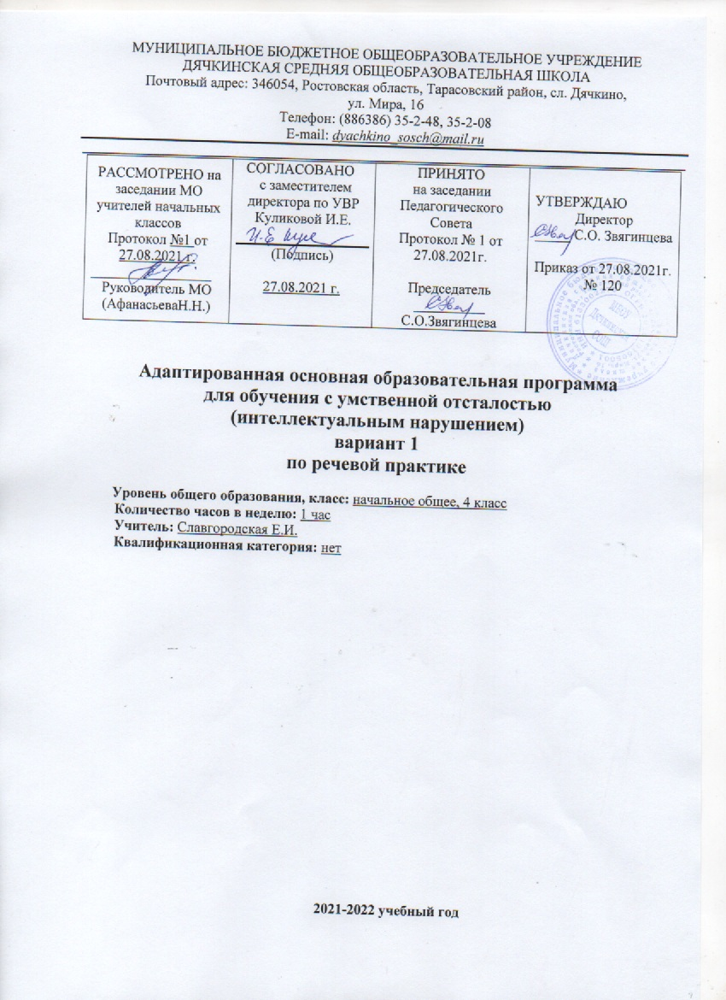 МУНИЦИПАЛЬНОЕ БЮДЖЕТНОЕ ОБЩЕОБРАЗОВАТЕЛЬНОЕ УЧРЕЖДЕНИЕ
ДЯЧКИНСКАЯ СРЕДНЯЯ ОБЩЕОБРАЗОВАТЕЛЬНАЯ ШКОЛА
Почтовый адрес: 346054, Ростовская область, Тарасовский район, сл. Дячкино,
ул. Мира, 16
Телефон: (886386) 35-2-48, 35-2-08
E-mail: dyachkino_sosch@mail.ru
РАССМОТРЕНО на
заседании МО
учителей начальных
классов
Протокол №1 от
27.08.2021 г.
Руководитель МО
(АфанасьеваН.Н.)
СОГЛАСОВАНО
с заместителем
директора по УВР
Куликовой И.Е.
(Подпись)
27.08.2021 г.
ПРИНЯТО
на заседании
Педагогического
Совета
Протокол № 1 от
27.08.2021г.
Председатель
С.О.Звягинцева
УТВЕРЖДАЮ
Директор
С.О. Звягинцева
Приказ от 27.08.2021г.
№ 120
Адаптированная основная образовательная программа
для обучения с умственной отсталостью
(интеллектуальным нарушением)
вариант 1
по речевой практике
Уровень общего образования, класс: начальное общее, 4 класс
Количество часов в неделю: 1 час
Учитель: Славгородская Е.И.
Квалификационная категория: нет
2021-2022 учебный год